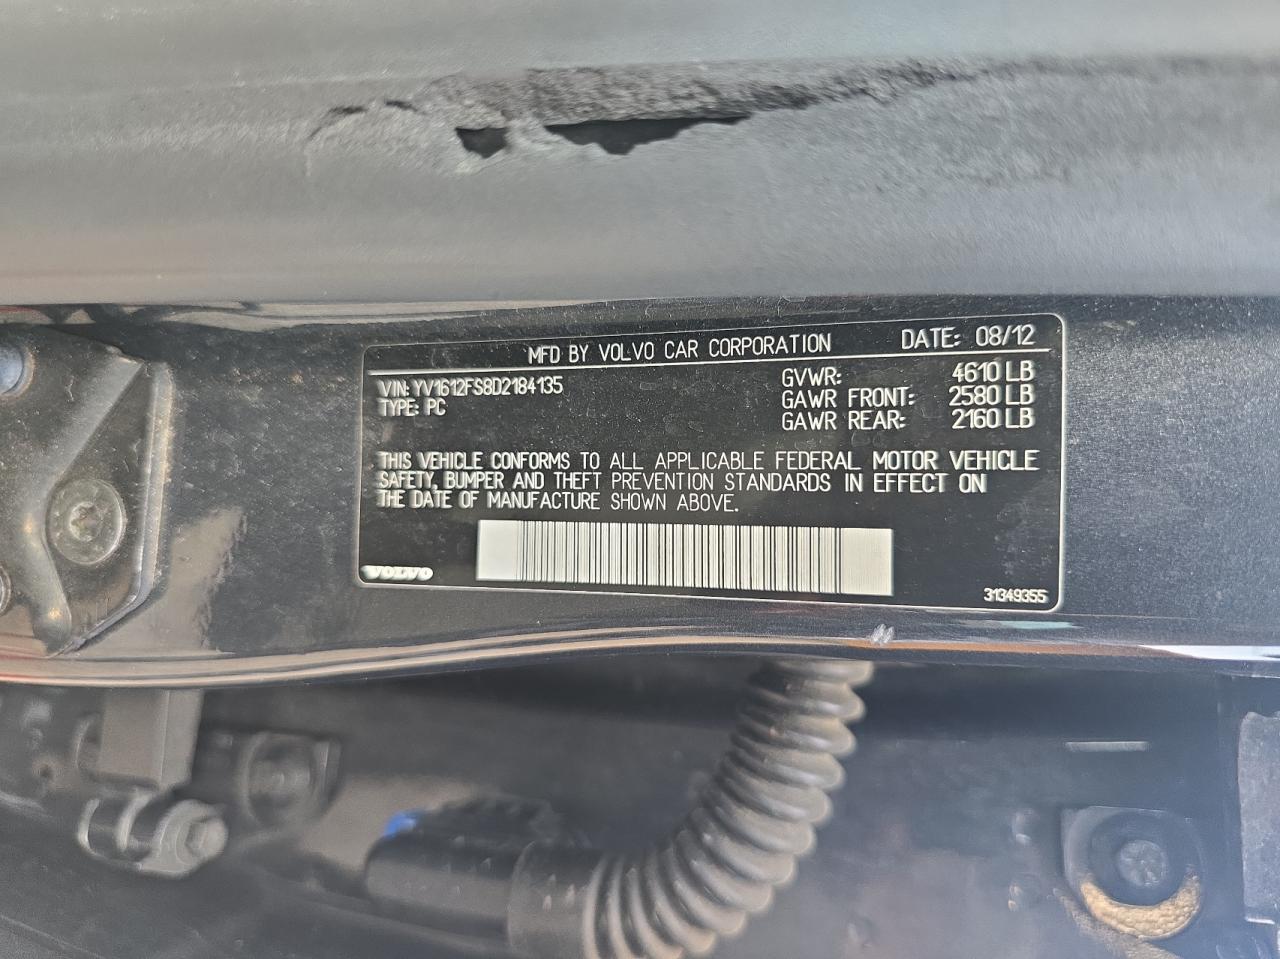 MFD BY VOLVO CAR CORPORATION DATE: 08/12
VIN: YV1612FS8D2184135
TYPE: PC
GVWR: 4610 LB
GAWR FRONT: 2580 LB
GAWR REAR: 2160 LB
THIS VEHICLE CONFORMS TO ALL APPLICABLE FEDERAL MOTOR VEHICLE
SAFETY, BUMPER AND THEFT PREVENTION STANDARDS IN EFFECT ON
THE DATE OF MANUFACTURE SHOWN ABOVE.
VOLVO
31349355